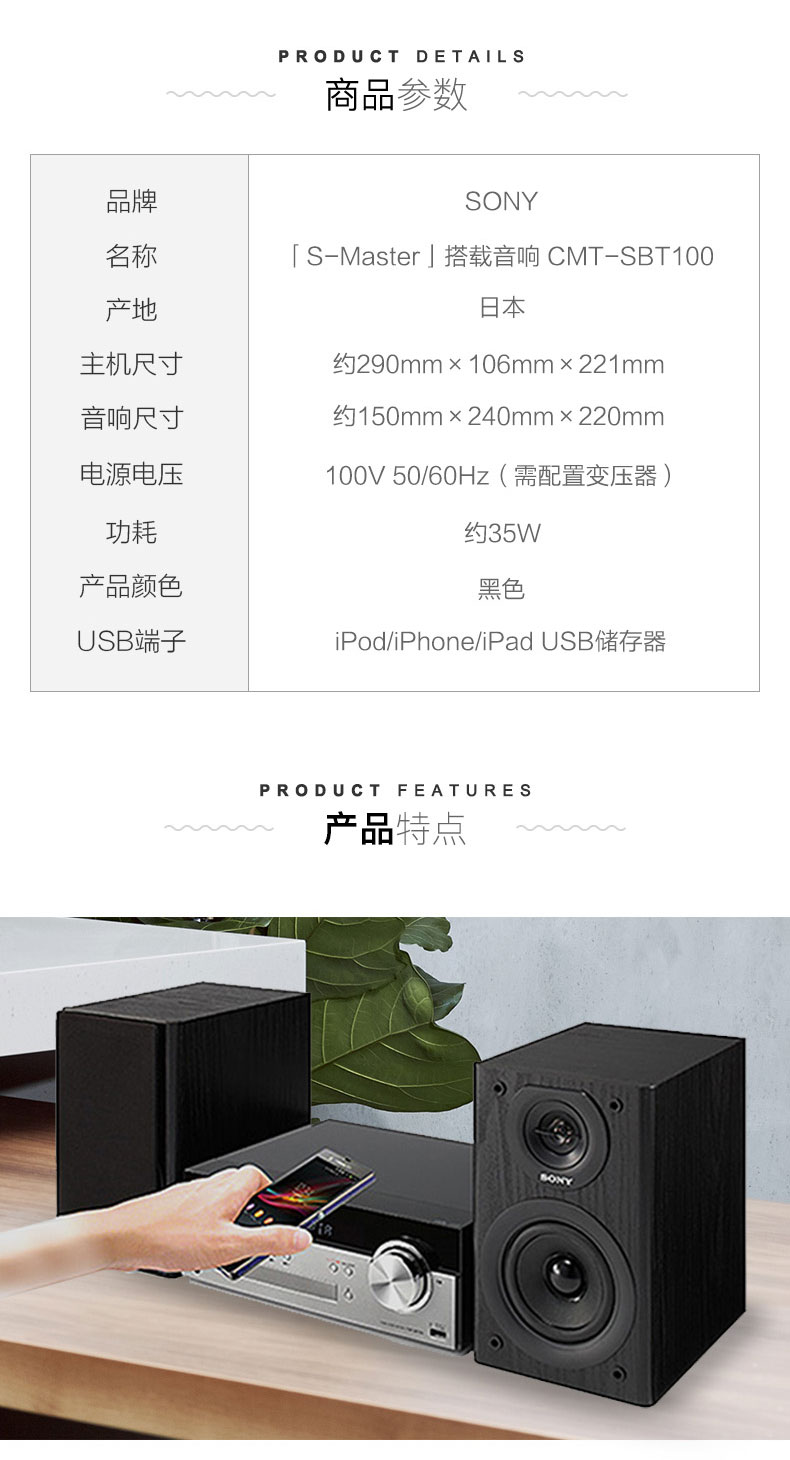 PRODUCT DETAILS
商品参数
品牌 SONY
名称 「S-Master」搭载音响 CMT-SBT100
产地 日本
主机尺寸 约290mm×106mm×221mm
音响尺寸 约150mm×240mm×220mm
电源电压 100V 50/60Hz（需配置变压器）
功耗 约35W
产品颜色 黑色
USB端子 iPod/iPhone/iPad USB储存器
PRODUCT FEATURES
产品特点
SONY